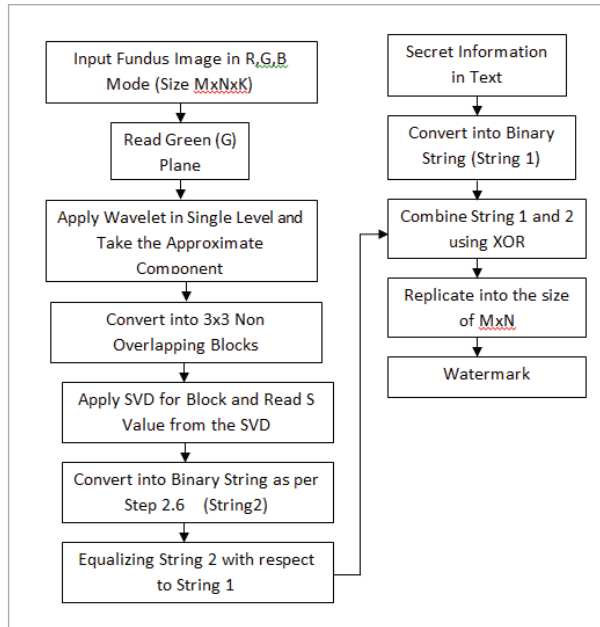 Input Fundus Image in R,G,B
Mode (Size MxNxK)
Read Green (G)
Plane
Apply Wavelet in Single Level and
Take the Approximate
Component
Convert into 3x3 Non
Overlapping Blocks
Apply SVD for Block and Read S
Value from the SVD
Convert into Binary String as per
Step 2.6 (String2)
Equalizing String 2 with respect
to String 1
Secret Information
in Text
Convert into Binary
String (String 1)
Combine String 1 and 2
using XOR
Replicate into the size
of MxN
Watermark